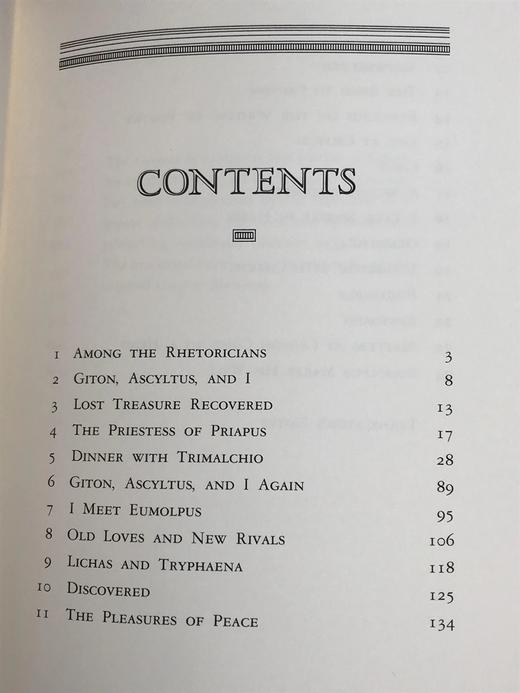 CONTENTS
1 Among the Rhetoricians 3
2 Giton, Ascyltus, and I 8
3 Lost Treasure Recovered 13
4 The Priestess of Priapus 17
5 Dinner with Trimalchio 28
6 Giton, Ascyltus, and I Again 89
7 I Meet Eumolpus 95
8 Old Loves and New Rivals 106
9 Lichas and Tryphaena 118
10 Discovered 125
11 The Pleasures of Peace 134